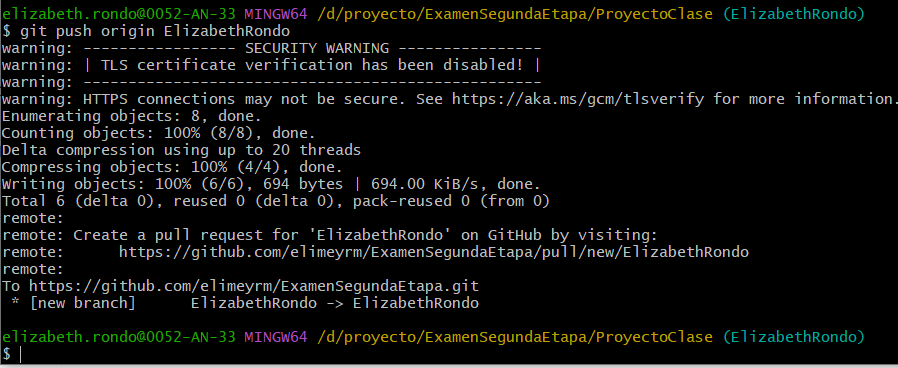 elizabeth.rondo@0052-AN-33 MINGW64 /d/proyecto/ExamenSegundaEtapa/ProyectoClase (ElizabethRondo)
$ git push origin ElizabethRondo
warning: ----------------- SECURITY WARNING ----------------
warning: | TLS certificate verification has been disabled! |
warning: ---------------------------------------------------
warning: HTTPS connections may not be secure. See https://aka.ms/gcm/tlsverify for more information.
Enumerating objects: 8, done.
Counting objects: 100% (8/8), done.
Delta compression using up to 20 threads
Compressing objects: 100% (4/4), done.
Writing objects: 100% (6/6), 694 bytes | 694.00 KiB/s, done.
Total 6 (delta 0), reused 0 (delta 0), pack-reused 0 (from 0)
remote:
remote: Create a pull request for 'ElizabethRondo' on GitHub by visiting:
remote:      https://github.com/elimeyrm/ExamenSegundaEtapa/pull/new/ElizabethRondo
remote:
To https://github.com/elimeyrm/ExamenSegundaEtapa.git
 * [new branch]      ElizabethRondo -> ElizabethRondo
elizabeth.rondo@0052-AN-33 MINGW64 /d/proyecto/ExamenSegundaEtapa/ProyectoClase (ElizabethRondo)
$